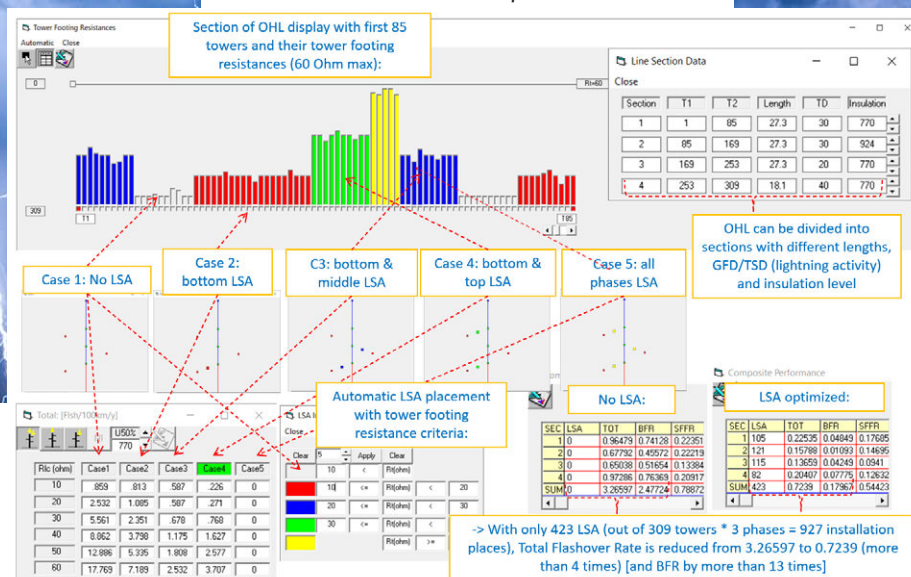 Tower Footing Resistances
Automatic Close
0
Rt=60
309
T1
T85
Section of OHL display with first 85
towers and their tower footing
resistances (60 Ohm max):
Line Section Data
Close
Section T1 T2 Length TD Insulation
1 1 85 27.3 30 770
2 85 169 27.3 30 924
3 169 253 27.3 20 770
4 253 309 18.1 40 770
OHL can be divided into
sections with different lengths,
GFD/TSD (lightning activity)
and insulation level
Case 1: No LSA
Case 2:
bottom LSA
C3: bottom &
middle LSA
Case 4: bottom &
top LSA
Case 5: all
phases LSA
Total: [Flsh/100km/y]
U50%
770
Rlc (ohm) Case1 Case2 Case3 Case4 Case5
10 .859 .813 .587 .226 0
20 2.532 1.085 .587 .271 0
30 5.561 2.351 .678 .768 0
40 8.862 3.798 1.175 1.627 0
50 12.886 5.335 1.808 2.577 0
60 17.769 7.189 2.532 3.707 0
Automatic LSA placement
with tower footing
resistance criteria:
Close
Clear 5 Apply Clear
10 < Rt(ohm)
10 <= Rt(ohm) < 20
20 <= Rt(ohm) <
30 <= Rt(ohm) <
Rt(ohm) >=
No LSA:
SEC LSA TOT BFR SFFR
1 0 0.96479 0.74128 0.22351
2 0 0.67792 0.45572 0.22219
3 0 0.65038 0.51654 0.13384
4 0 0.97286 0.76369 0.20917
SUM 0 3.26597 2.47724 0.78872
Composite Performance
LSA optimized:
SEC LSA TOT BFR SFFR
1 105 0.22535 0.04849 0.17685
2 121 0.15788 0.01093 0.14695
3 115 0.13659 0.04249 0.0941
4 82 0.20407 0.07775 0.12632
SUM 423 0.7239 0.17967 0.54423
-> With only 423 LSA (out of 309 towers * 3 phases = 927 installation
places), Total Flashover Rate is reduced from 3.26597 to 0.7239 (more
than 4 times) [and BFR by more than 13 times]